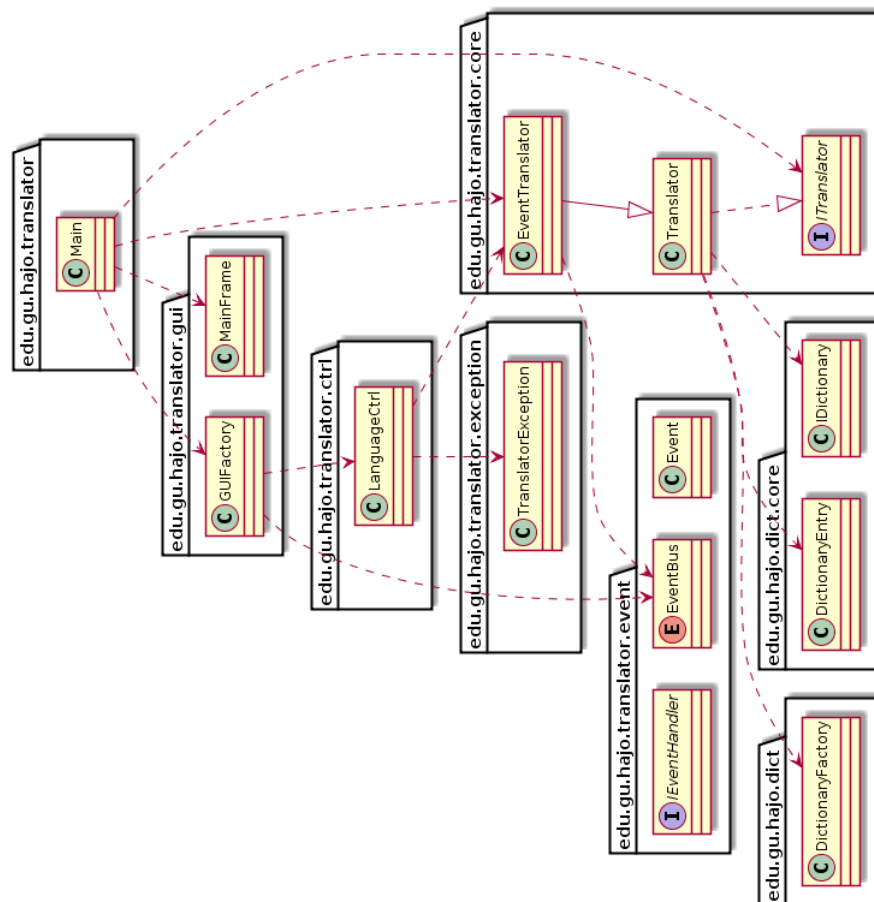 edu.gu.hajo.translator
C Main
edu.gu.hajo.translator.gui
C GUIFactory
C MainFrame
edu.gu.hajo.translator.ctrl
C LanguageCtrl
edu.gu.hajo.translator.exception
C TranslatorException
edu.gu.hajo.translator.core
C EventTranslator
C Translator
I ITranslator
edu.gu.hajo.translator.event
I IEventHandler
E EventBus
C Event
edu.gu.hajo.dict.core
C DictionaryEntry
C IDictionary
edu.gu.hajo.dict
C DictionaryFactory